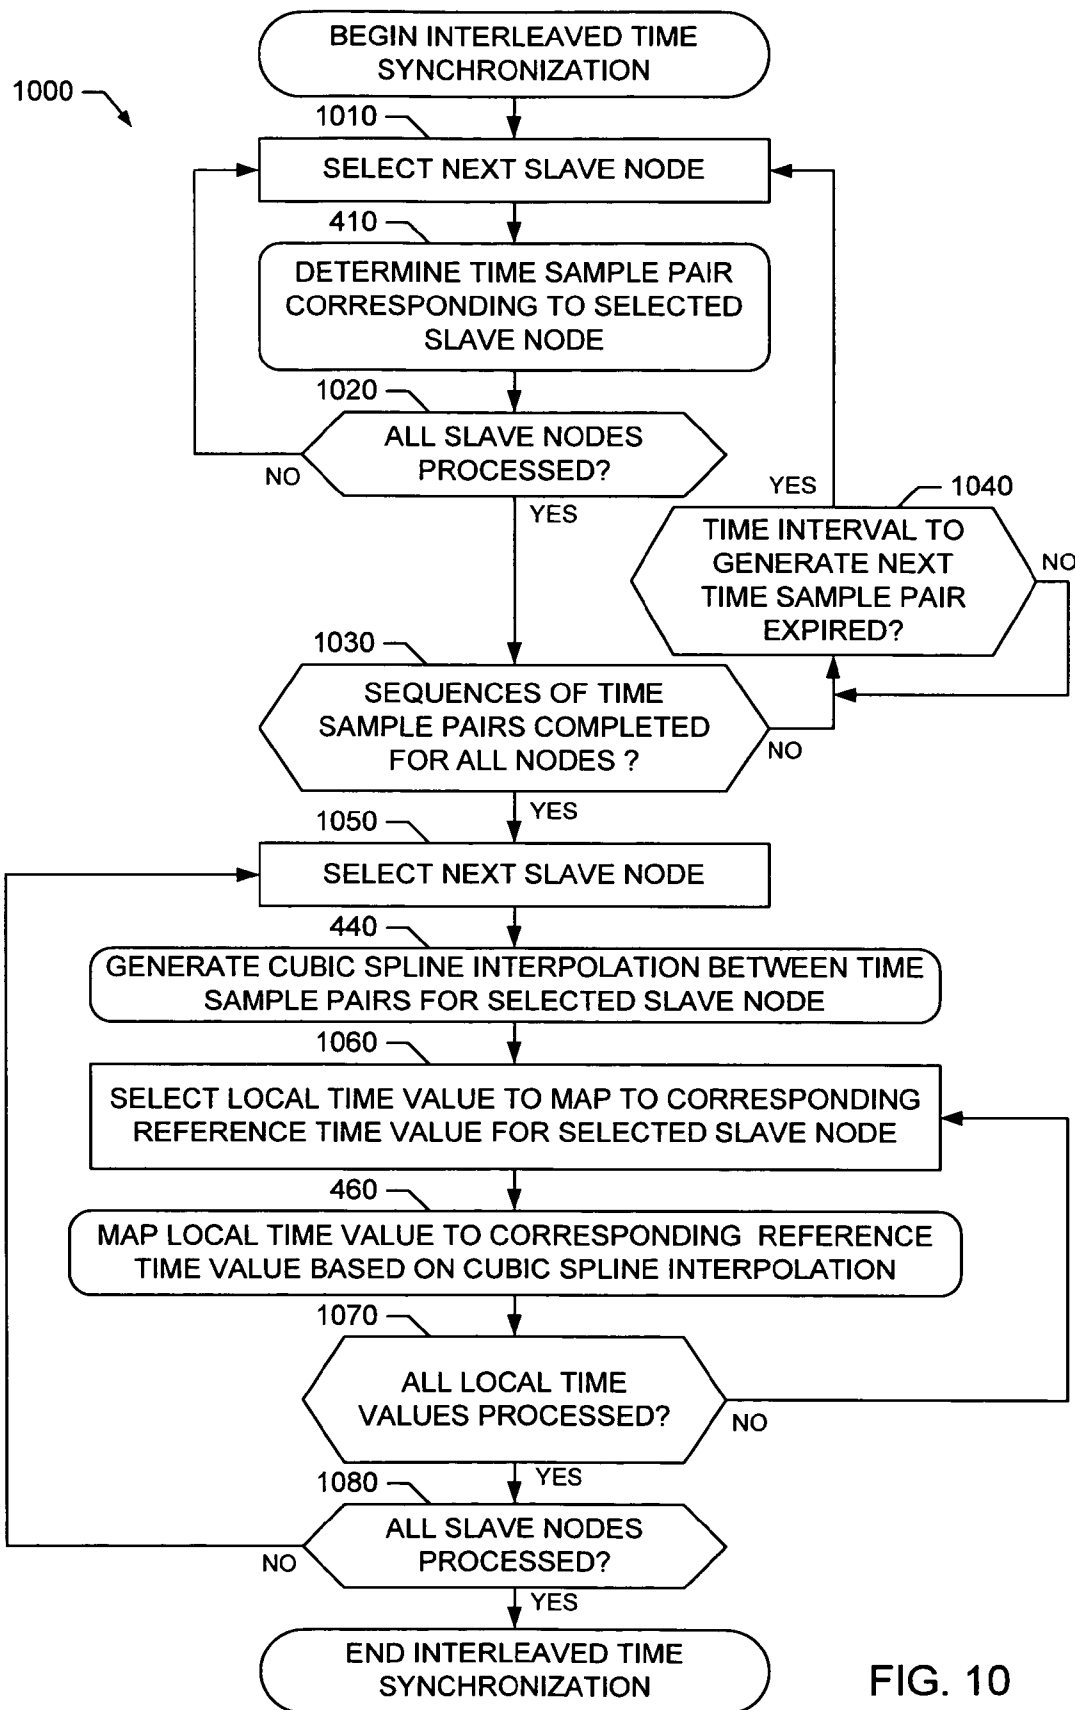 BEGIN INTERLEAVED TIME
SYNCHRONIZATION
1000
1010
SELECT NEXT SLAVE NODE
410
DETERMINE TIME SAMPLE PAIR
CORRESPONDING TO SELECTED
SLAVE NODE
1020
ALL SLAVE NODES
PROCESSED?
NO
YES
YES
1040
TIME INTERVAL TO
GENERATE NEXT
TIME SAMPLE PAIR
EXPIRED?
NO
1030
SEQUENCES OF TIME
SAMPLE PAIRS COMPLETED
FOR ALL NODES ?
NO
YES
1050
SELECT NEXT SLAVE NODE
440
GENERATE CUBIC SPLINE INTERPOLATION BETWEEN TIME
SAMPLE PAIRS FOR SELECTED SLAVE NODE
1060
SELECT LOCAL TIME VALUE TO MAP TO CORRESPONDING
REFERENCE TIME VALUE FOR SELECTED SLAVE NODE
460
MAP LOCAL TIME VALUE TO CORRESPONDING REFERENCE
TIME VALUE BASED ON CUBIC SPLINE INTERPOLATION
1070
ALL LOCAL TIME
VALUES PROCESSED?
NO
YES
1080
ALL SLAVE NODES
PROCESSED?
NO
YES
END INTERLEAVED TIME
SYNCHRONIZATION
FIG. 10